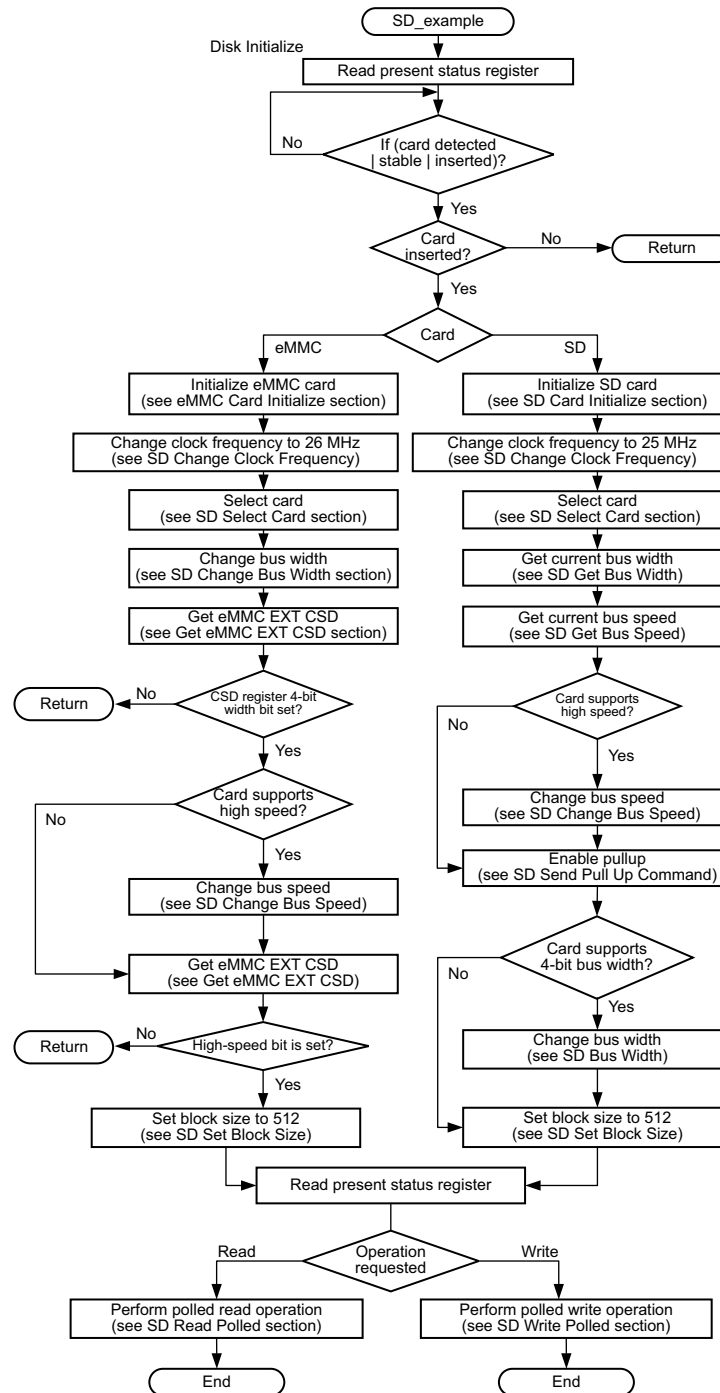 SD_example
Disk Initialize
Read present status register
No
If (card detected
| stable | inserted)?
Yes
Card
inserted?
No
Return
Yes
Card
eMMC
SD
Initialize eMMC card
(see eMMC Card Initialize section)
Initialize SD card
(see SD Card Initialize section)
Change clock frequency to 26 MHz
(see SD Change Clock Frequency)
Change clock frequency to 25 MHz
(see SD Change Clock Frequency)
Select card
(see SD Select Card section)
Select card
(see SD Select Card section)
Change bus width
(see SD Change Bus Width section)
Get current bus width
(see SD Get Bus Width)
Get eMMC EXT CSD
(see Get eMMC EXT CSD section)
Get current bus speed
(see SD Get Bus Speed)
Return
No
CSD register 4-bit
width bit set?
Yes
Card supports
high speed?
No
Yes
Card supports
high speed?
No
Yes
Change bus speed
(see SD Change Bus Speed)
Enable pullup
(see SD Send Pull Up Command)
Change bus speed
(see SD Change Bus Speed)
Get eMMC EXT CSD
(see Get eMMC EXT CSD)
Card supports
4-bit bus width?
No
Yes
Return
No
High-speed bit is set?
Yes
Change bus width
(see SD Bus Width)
Set block size to 512
(see SD Set Block Size)
Set block size to 512
(see SD Set Block Size)
Read present status register
Read
Operation
requested
Write
Perform polled read operation
(see SD Read Polled section)
Perform polled write operation
(see SD Write Polled section)
End
End